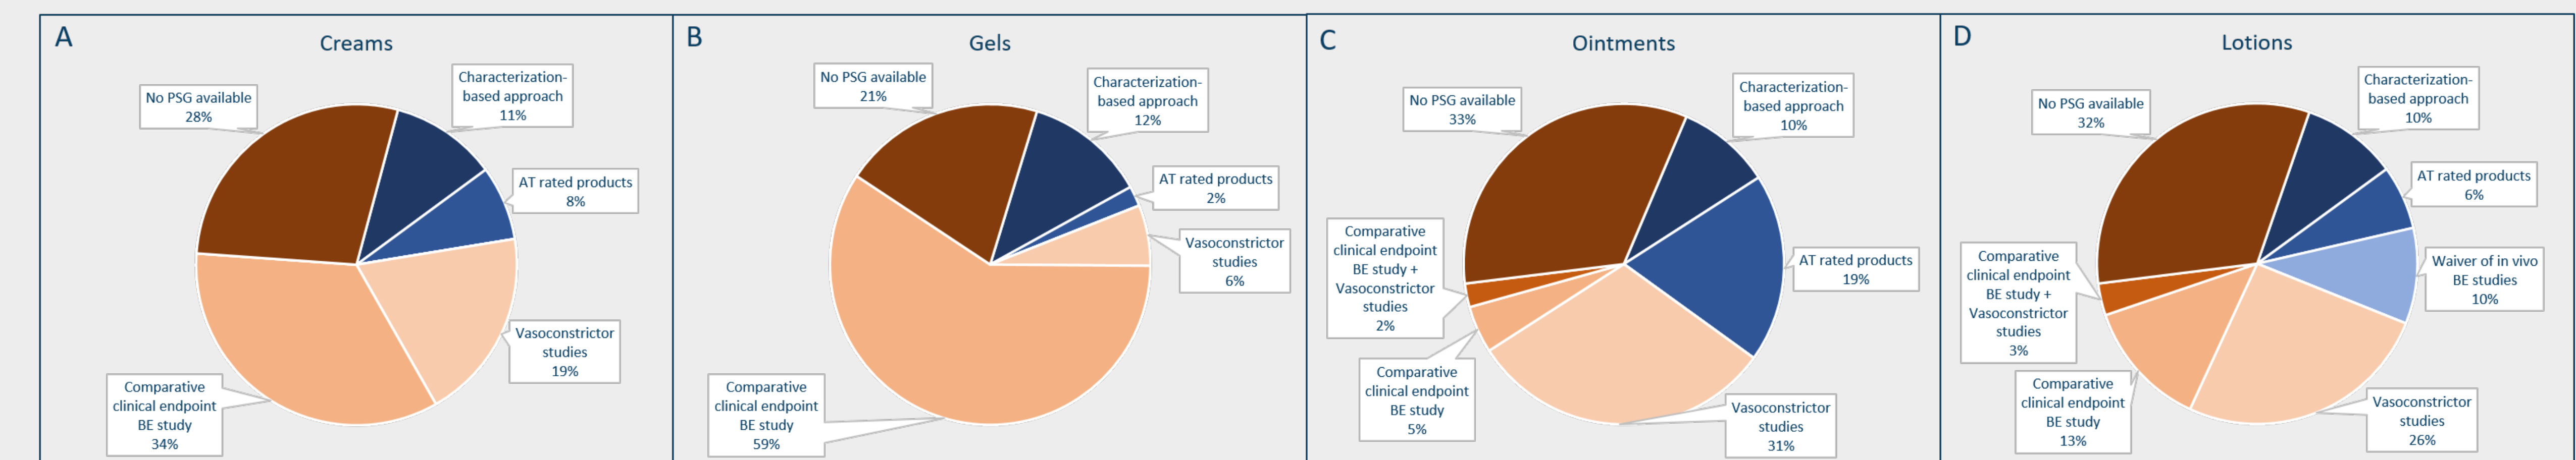 A
Creams
No PSG available
28%
Characterization-
based approach
11%
AT rated products
8%
Vasoconstrictor
studies
19%
Comparative
clinical endpoint
BE study
34%
B
Gels
No PSG available
21%
Characterization-
based approach
12%
AT rated products
2%
Vasoconstrictor
studies
6%
Comparative
clinical endpoint
BE study
59%
C
Ointments
No PSG available
33%
Characterization-
based approach
10%
AT rated products
19%
Vasoconstrictor
studies
31%
Comparative
clinical endpoint
BE study
5%
Comparative
clinical endpoint
BE study +
Vasoconstrictor
studies
2%
D
Lotions
No PSG available
32%
Characterization-
based approach
10%
AT rated products
6%
Waiver of in vivo
BE studies
10%
Vasoconstrictor
studies
26%
Comparative
clinical endpoint
BE study
13%
Comparative
clinical endpoint
BE study +
Vasoconstrictor
studies
3%